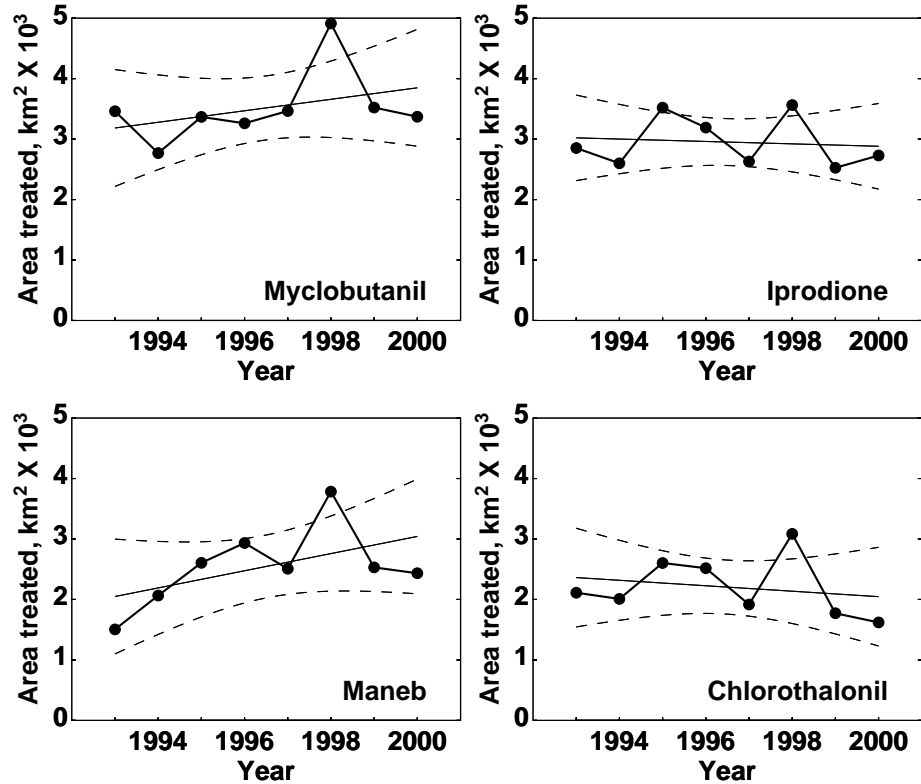 Area treated, km² X 10³
5
4
3
2
1
0
Myclobutanil
1994 1996 1998 2000
Year
Area treated, km² X 10³
5
4
3
2
1
0
Iprodione
1994 1996 1998 2000
Year
Area treated, km² X 10³
5
4
3
2
1
0
Maneb
1994 1996 1998 2000
Year
Area treated, km² X 10³
5
4
3
2
1
0
Chlorothalonil
1994 1996 1998 2000
Year